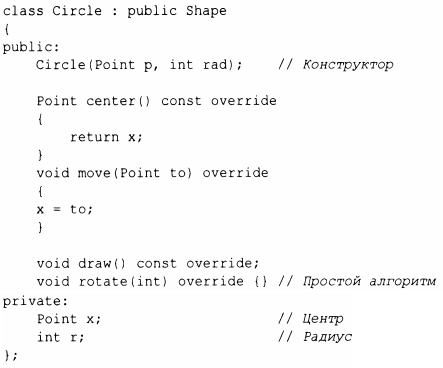 class Circle : public Shape
{
public:
    Circle(Point p, int rad);    // Конструктор

    Point center() const override
    {
        return x;
    }
    void move(Point to) override
    {
    x = to;
    }

    void draw() const override;
    void rotate(int) override {} // Простой алгоритм
private:
    Point x;                     // Центр
    int r;                       // Радиус
};